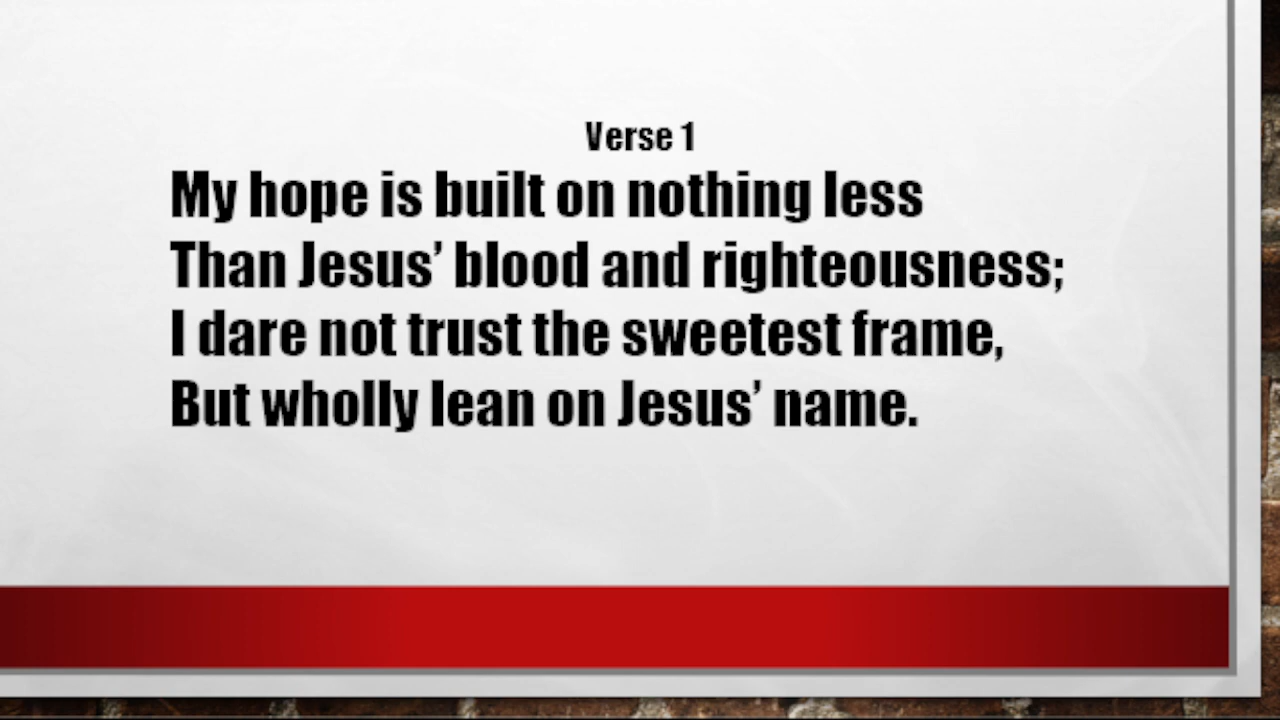 Verse 1
My hope is built on nothing less
Than Jesus’ blood and righteousness;
I dare not trust the sweetest frame,
But wholly lean on Jesus’ name.